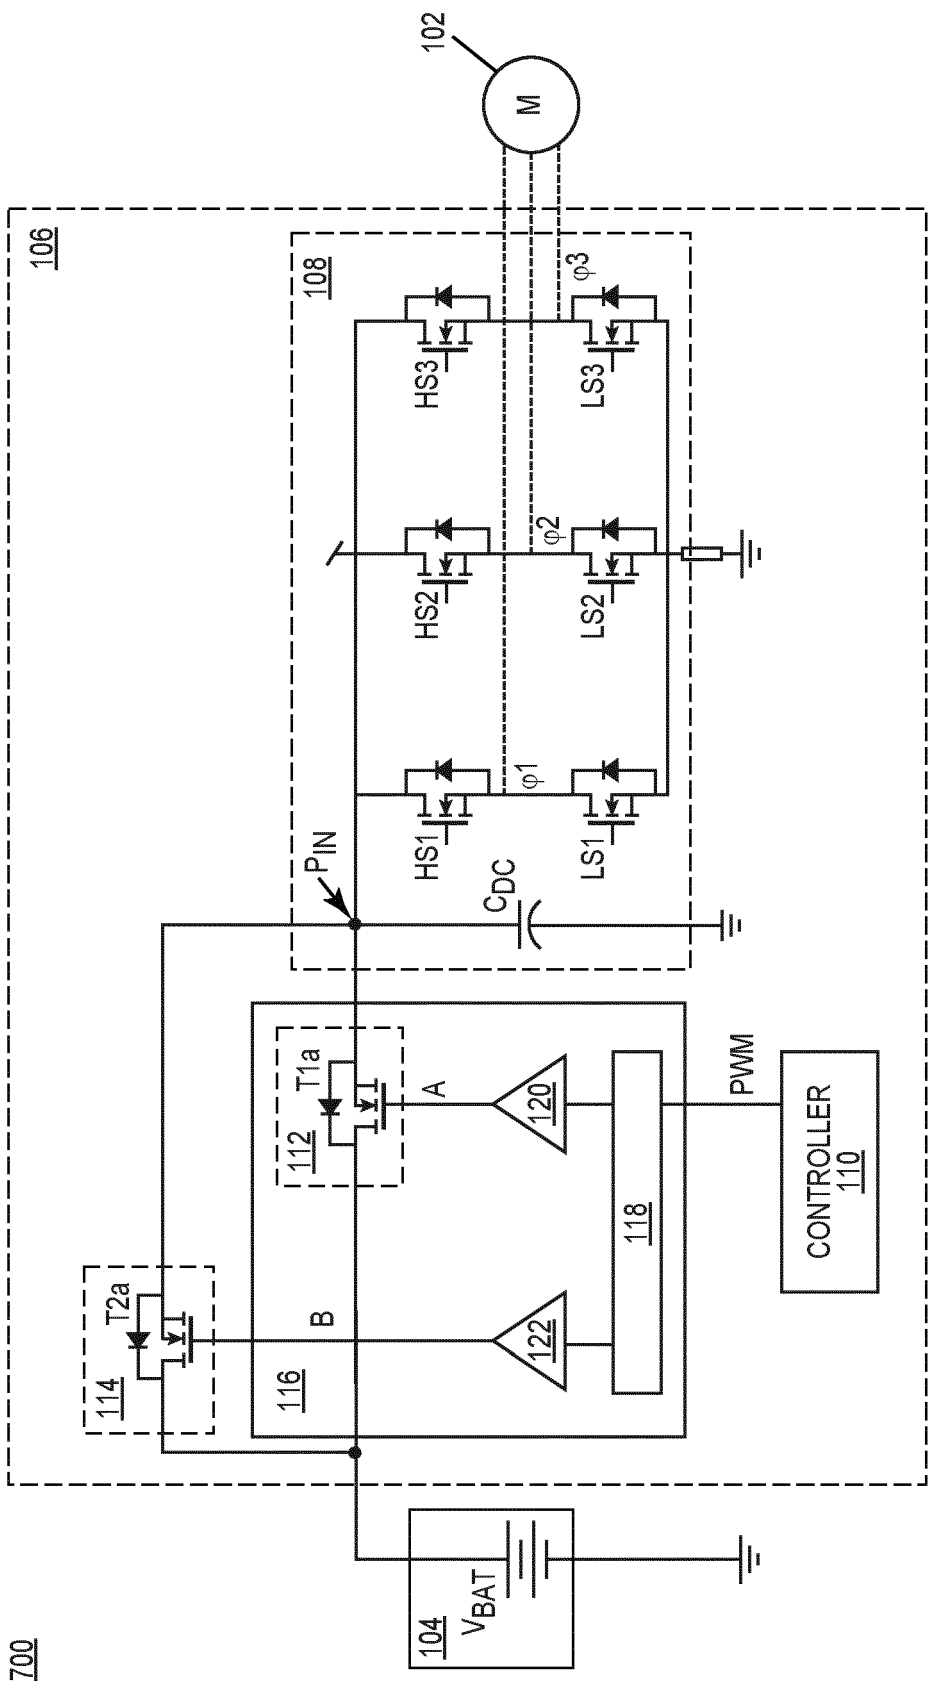 700
106
102
M
108
HS1
HS2
HS3
φ1
φ2
φ3
LS1
LS2
LS3
PIN
CDC
114
T2a
112
T1a
116
B
A
122
120
118
PWM
CONTROLLER
110
104
VBAT